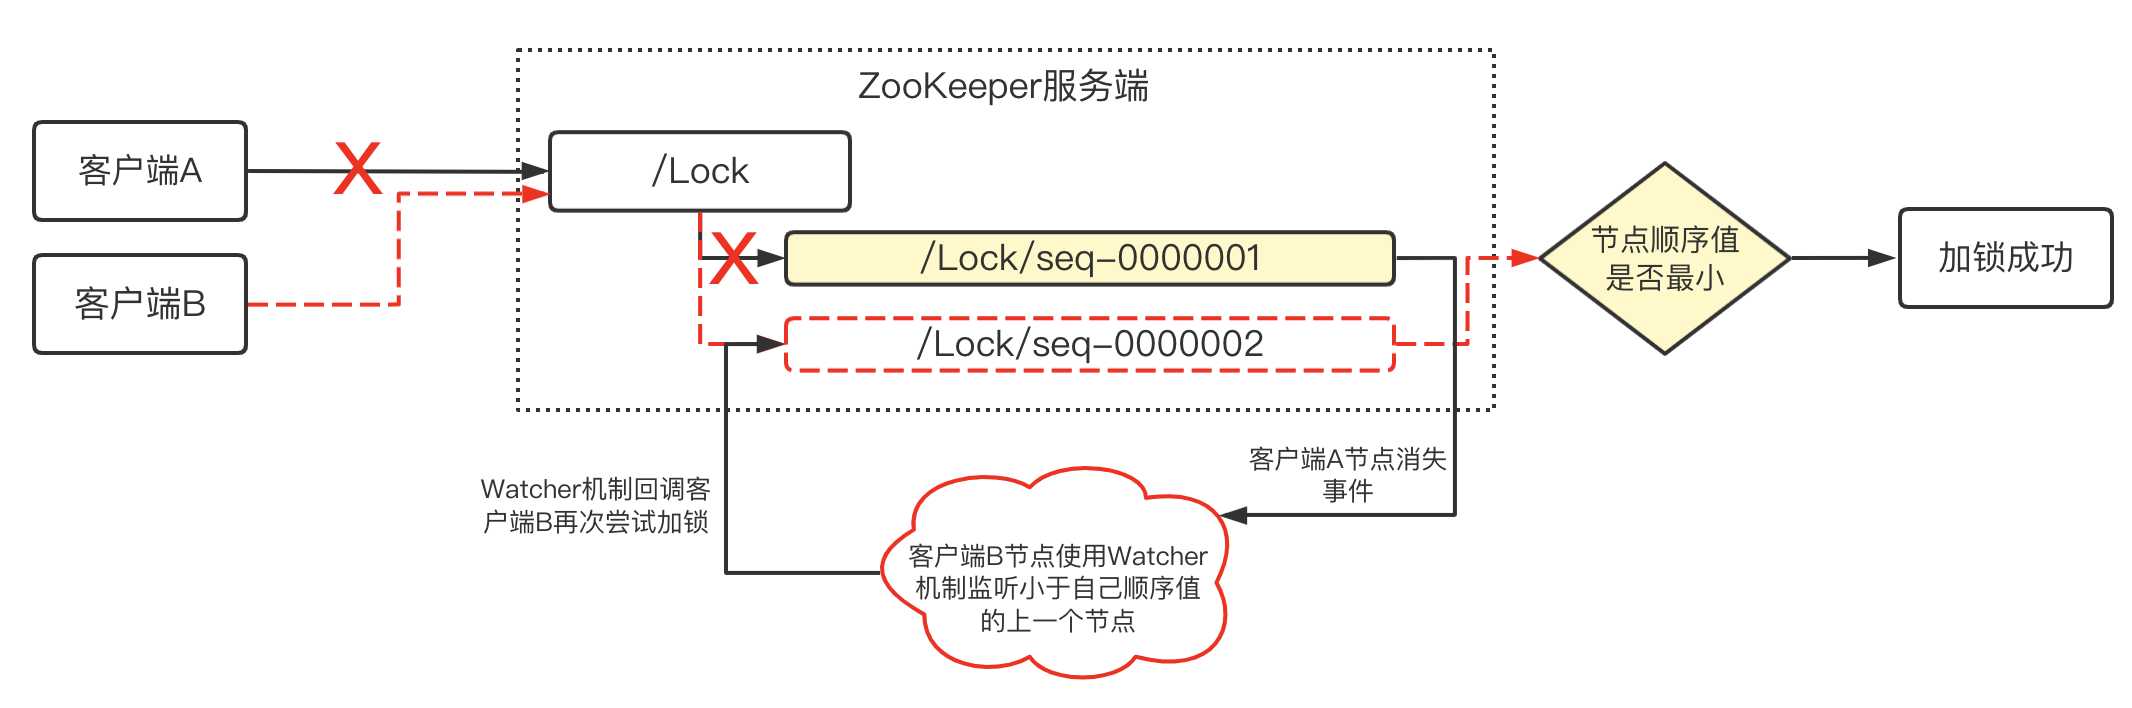 ZooKeeper服务端
客户端A
/Lock
客户端B
/Lock/seq-0000001
/Lock/seq-0000002
节点顺序值
是否最小
加锁成功
客户端A节点消失
事件
Watcher机制回调客
户端B再次尝试加锁
客户端B节点使用Watcher
机制监听小于自己顺序值
的上一个节点